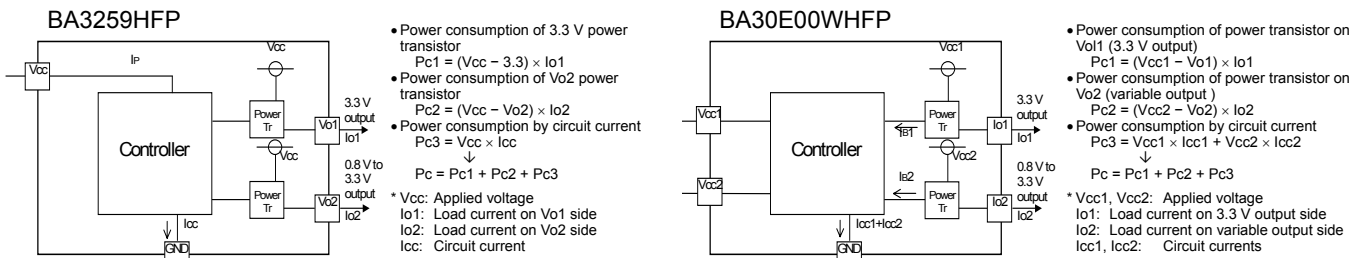 BA3259HFP
Vcc
IP
Vcc
Controller
Power
Tr
3.3 V
output
Vo1
Io1
Vcc
Power
Tr
0.8 V to
3.3 V
output
Vo2
Io2
Icc
GND
• Power consumption of 3.3 V power
transistor
Pc1 = (Vcc − 3.3) × Io1
• Power consumption of Vo2 power
transistor
Pc2 = (Vcc − Vo2) × Io2
• Power consumption by circuit current
Pc3 = Vcc × Icc
↓
Pc = Pc1 + Pc2 + Pc3
* Vcc: Applied voltage
Io1: Load current on Vo1 side
Io2: Load current on Vo2 side
Icc: Circuit current
BA30E00WHFP
Vcc1
Vcc1
Controller
Power
Tr
IB1
3.3 V
output
Io1
Io1
Vcc2
Vcc2
IB2
Power
Tr
0.8 V to
3.3 V
output
Io2
Io2
Icc1+Icc2
GND
• Power consumption of power transistor on
Vol1 (3.3 V output)
Pc1 = (Vcc1 − Vo1) × Io1
• Power consumption of power transistor on
Vo2 (variable output )
Pc2 = (Vcc2 − Vo2) × Io2
• Power consumption by circuit current
Pc3 = Vcc1 × Icc1 + Vcc2 × Icc2
↓
Pc = Pc1 + Pc2 + Pc3
* Vcc1, Vcc2: Applied voltage
Io1: Load current on 3.3 V output side
Io2: Load current on variable output side
Icc1, Icc2: Circuit currents